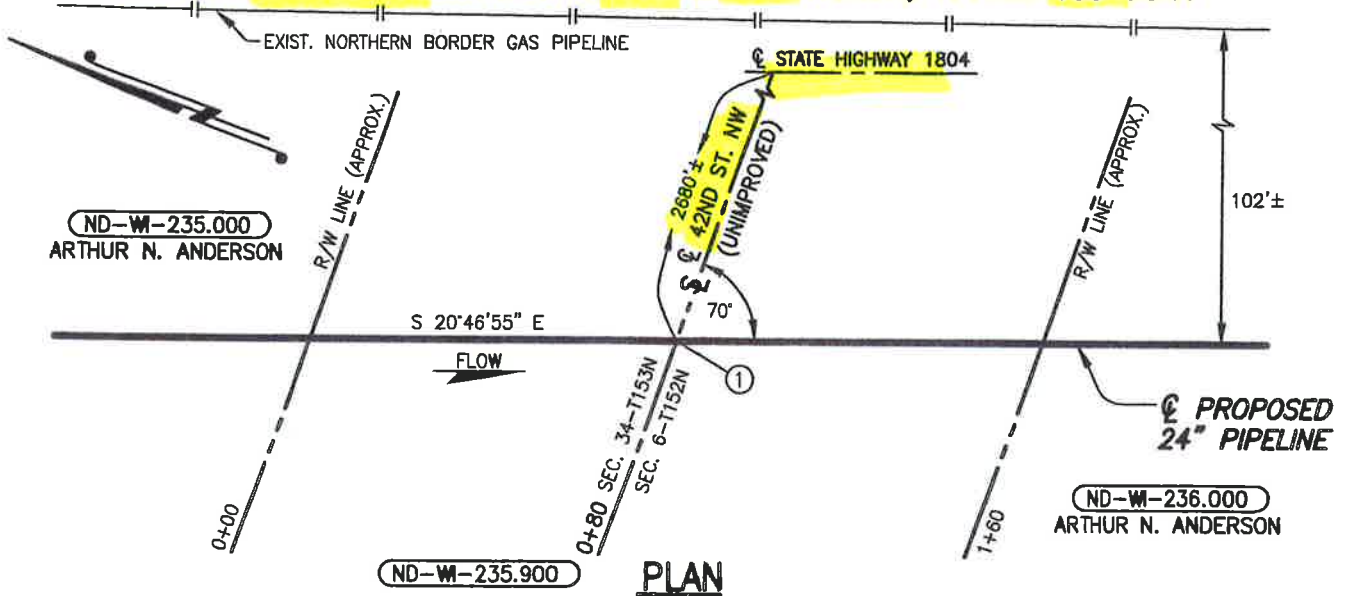 EXIST. NORTHERN BORDER GAS PIPELINE
℄ STATE HIGHWAY 1804
R/W LINE (APPROX.)
2680'±
℄ 42ND ST. NW
(UNIMPROVED)
R/W LINE (APPROX.)
102'±
ND-WI-235.000
ARTHUR N. ANDERSON
70°
S 20°46'55" E
FLOW
1
℄ PROPOSED
24" PIPELINE
SEC. 34-T153N
SEC. 6-T152N
0+00
0+80
1+60
ND-WI-236.000
ARTHUR N. ANDERSON
ND-WI-235.900
PLAN